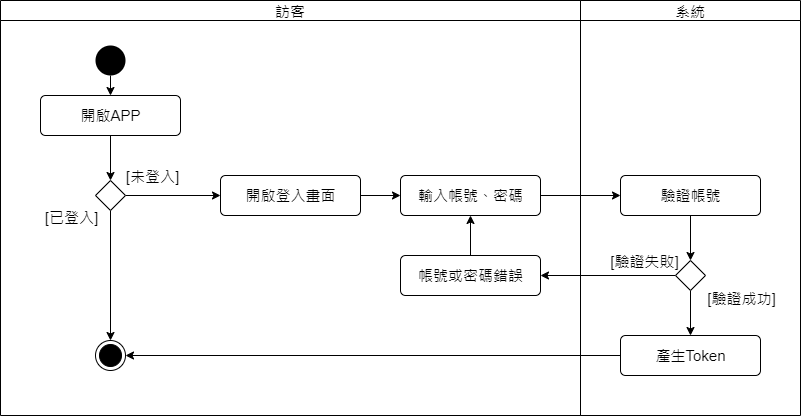 訪客
系統
開啟APP
[未登入]
[已登入]
開啟登入畫面
輸入帳號、密碼
驗證帳號
帳號或密碼錯誤
[驗證失敗]
[驗證成功]
產生Token